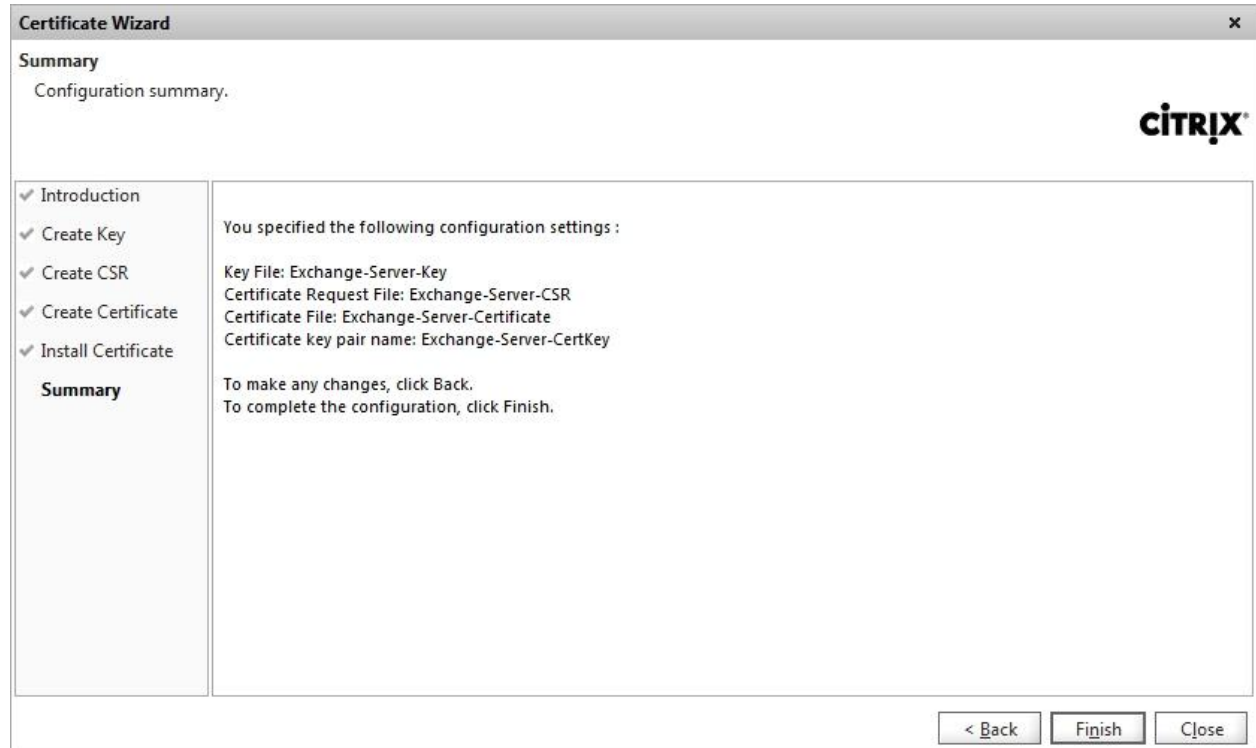 Certificate Wizard
x
Summary
Configuration summary.
CİTRIX
Introduction
Create Key
Create CSR
Create Certificate
Install Certificate
Summary
You specified the following configuration settings :
Key File: Exchange-Server-Key
Certificate Request File: Exchange-Server-CSR
Certificate File: Exchange-Server-Certificate
Certificate key pair name: Exchange-Server-CertKey
To make any changes, click Back.
To complete the configuration, click Finish.
< Back
Finish
Close